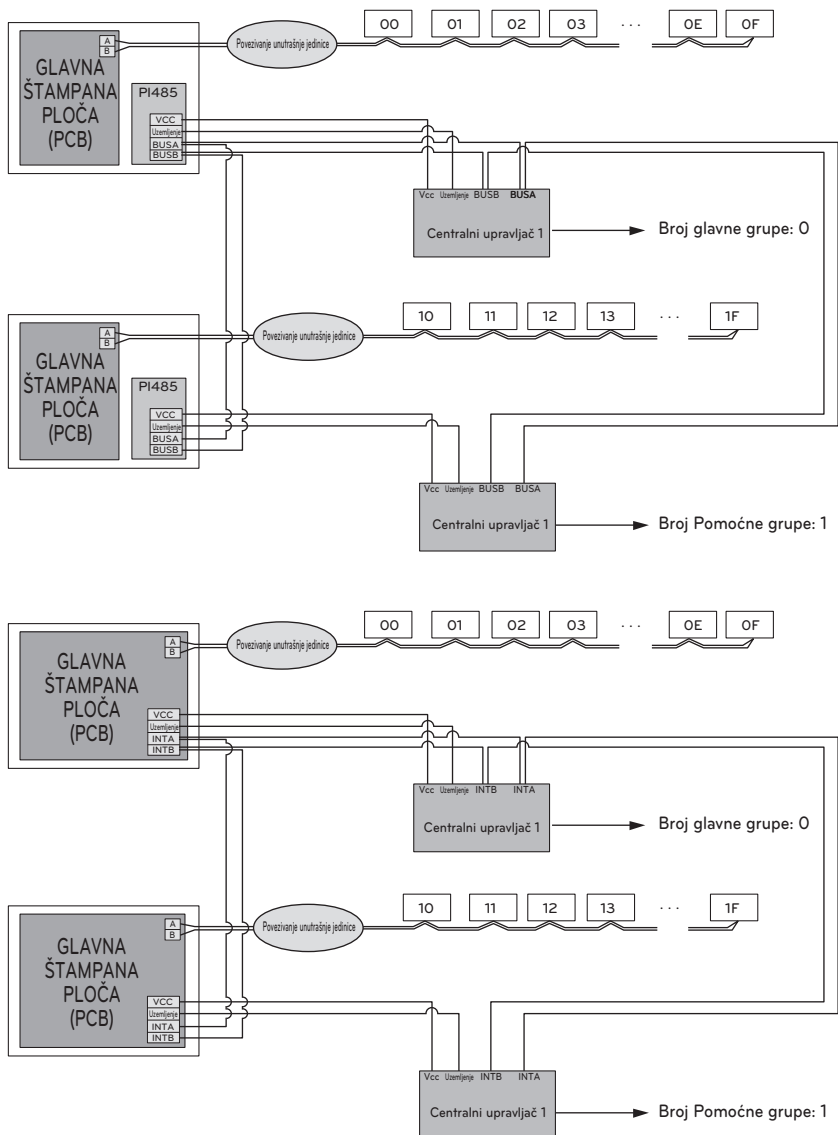 A
B
GLAVNA
ŠTAMPANA
PLOČA
(PCB)
Povezivanje unutrašnje jedinice
00 01 02 03 ... 0E 0F
PI485
VCC
Uzemljenje
BUSA
BUSB
Vcc Uzemljenje BUSB BUSA
Centralni upravljač 1
Broj glavne grupe: 0
A
B
GLAVNA
ŠTAMPANA
PLOČA
(PCB)
Povezivanje unutrašnje jedinice
10 11 12 13 ... 1F
PI485
VCC
Uzemljenje
BUSA
BUSB
Vcc Uzemljenje BUSB BUSA
Centralni upravljač 1
Broj Pomoćne grupe: 1
A
B
GLAVNA
ŠTAMPANA
PLOČA
(PCB)
Povezivanje unutrašnje jedinice
00 01 02 03 ... 0E 0F
VCC
Uzemljenje
INTA
INTB
Vcc Uzemljenje INTB INTA
Centralni upravljač 1
Broj glavne grupe: 0
A
B
GLAVNA
ŠTAMPANA
PLOČA
(PCB)
Povezivanje unutrašnje jedinice
10 11 12 13 ... 1F
VCC
Uzemljenje
INTA
INTB
Vcc Uzemljenje INTB INTA
Centralni upravljač 1
Broj Pomoćne grupe: 1